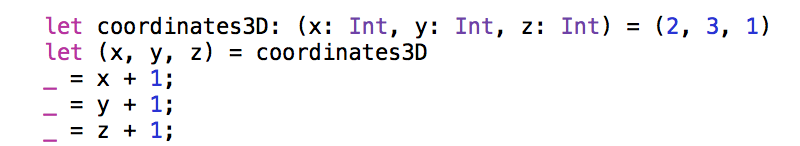 let coordinates3D: (x: Int, y: Int, z: Int) = (2, 3, 1)
let (x, y, z) = coordinates3D
_ = x + 1;
_ = y + 1;
_ = z + 1;